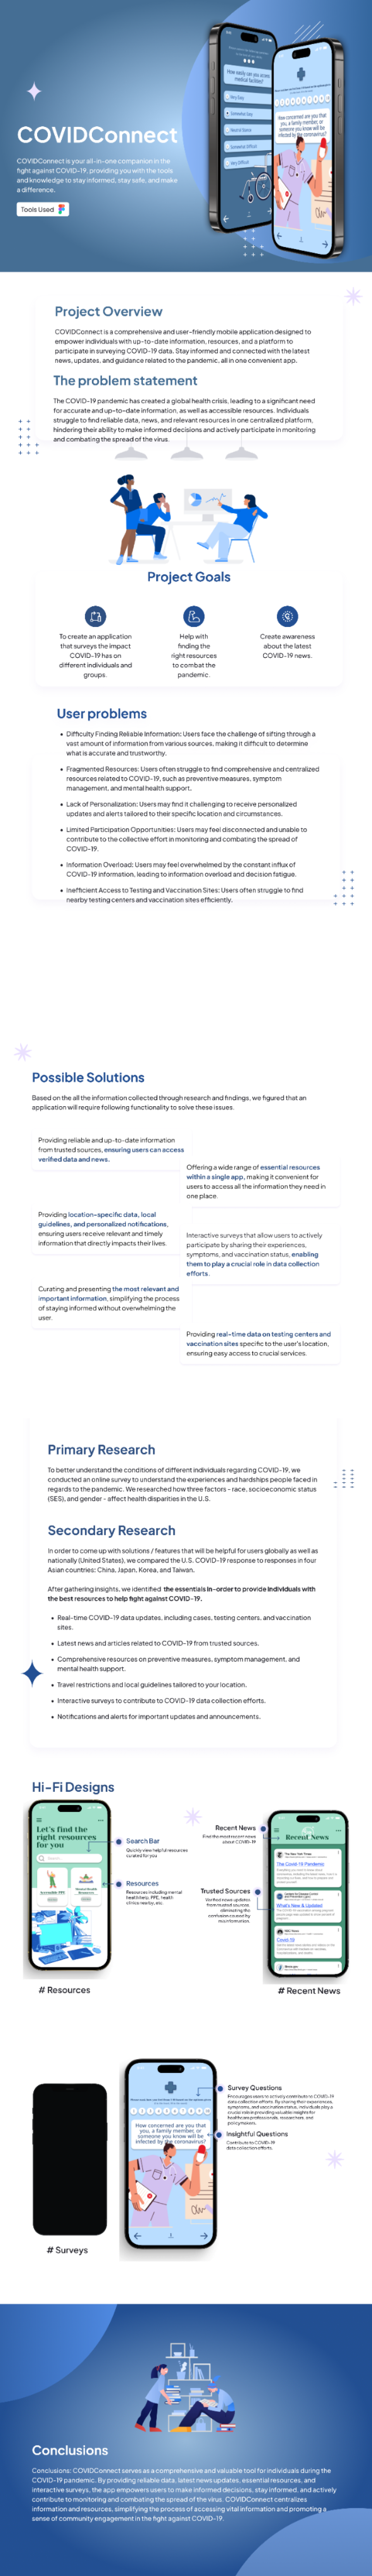 COVIDConnect
COVIDConnect is your all-in-one companion in the
fight against COVID-19, providing you with the tools
and knowledge to stay informed, stay safe, and make
a difference.
Tools Used
How easily can you access
medical facilities?
Very Easy
Somewhat Easy
Neutral Stance
Somewhat Difficult
Very Difficult
How concerned are you that
you, a family member, or
someone you know will be
infected by the coronavirus?
Project Overview
COVIDConnect is a comprehensive and user-friendly mobile application designed to
empower individuals with up-to-date information, resources, and a platform to
participate in surveying COVID-19 data. Stay informed and connected with the latest
news, updates, and guidance related to the pandemic, all in one convenient app.
The problem statement
The COVID-19 pandemic has created a global health crisis, leading to a significant need
for accurate and up-to-date information, as well as accessible resources. Individuals
struggle to find reliable data, news, and relevant resources in one centralized platform,
hindering their ability to make informed decisions and actively participate in monitoring
and combating the spread of the virus.
Project Goals
To create an application
that surveys the impact
COVID-19 has on
different individuals and
groups.
Help with
finding the
right resources
to combat the
pandemic.
Create awareness
about the latest
COVID-19 news.
User problems
• Difficulty Finding Reliable Information: Users face the challenge of sifting through a
vast amount of information from various sources, making it difficult to determine
what is accurate and trustworthy.
• Fragmented Resources: Users often struggle to find comprehensive and centralized
resources related to COVID-19, such as preventive measures, symptom
management, and mental health support.
• Lack of Personalization: Users may find it challenging to receive personalized
updates and alerts tailored to their specific location and circumstances.
• Limited Participation Opportunities: Users may feel disconnected and unable to
contribute to the collective effort in monitoring and combating the spread of
COVID-19.
• Information Overload: Users may feel overwhelmed by the constant influx of
COVID-19 information, leading to information overload and decision fatigue.
• Inefficient Access to Testing and Vaccination Sites: Users often struggle to find
nearby testing centers and vaccination sites efficiently.
Possible Solutions
Based on the all the information collected through research and findings, we figured that an
application will require following functionality to solve these issues.
Providing reliable and up-to-date information
from trusted sources, ensuring users can access
verified data and news.
Offering a wide range of essential resources
within a single app, making it convenient for
users to access all the information they need in
one place.
Providing location-specific data, local
guidelines, and personalized notifications,
ensuring users receive relevant and timely
information that directly impacts their lives.
Interactive surveys that allow users to actively
participate by sharing their experiences,
symptoms, and vaccination status, enabling
them to play a crucial role in data collection
efforts.
Curating and presenting the most relevant and
important information, simplifying the process
of staying informed without overwhelming the
user.
Providing real-time data on testing centers and
vaccination sites specific to the user's location,
ensuring easy access to crucial services.
Primary Research
To better understand the conditions of different individuals regarding COVID-19, we
conducted an online survey to understand the experiences and hardships people faced in
regards to the pandemic. We researched how three factors - race, socioeconomic status
(SES), and gender - affect health disparities in the U.S.
Secondary Research
In order to come up with solutions / features that will be helpful for users globally as well as
nationally (United States), we compared the U.S. COVID-19 response to responses in four
Asian countries: China, Japan, Korea, and Taiwan.
After gathering insights, we identified the essentials in-order to provide individuals with
the best resources to help fight against COVID-19.
• Real-time COVID-19 data updates, including cases, testing centers, and vaccination
sites.
• Latest news and articles related to COVID-19 from trusted sources.
• Comprehensive resources on preventive measures, symptom management, and
mental health support.
• Travel restrictions and local guidelines tailored to your location.
• Interactive surveys to contribute to COVID-19 data collection efforts.
• Notifications and alerts for important updates and announcements.
Hi-Fi Designs
Let's find the
right resources
for you
Search Bar
Quickly view helpful resources
curated for you
Resources
Resources including mental
health help, PPE, health
clinics nearby, etc.
# Resources
Recent News
Find the most recent news
about COVID-19
Trusted Sources
Verified news updates
from trusted sources
eliminating the
confusion caused by
misinformation.
Recent News
The Covid-19 Pandemic
What's New & Updated
Covid-19
# Recent News
How concerned are you that
you, a family member, or
someone you know will be
infected by the coronavirus?
Survey Questions
Encourages users to actively contribute to COVID-19
data collection efforts. By sharing their experiences,
symptoms, and vaccination status, individuals play a
crucial role in providing valuable insights for
healthcare professionals, researchers, and
policymakers.
Insightful Questions
Contribute to COVID-19
data collection efforts.
# Surveys
Conclusions
Conclusions: COVIDConnect serves as a comprehensive and valuable tool for individuals during the
COVID-19 pandemic. By providing reliable data, latest news updates, essential resources, and
interactive surveys, the app empowers users to make informed decisions, stay informed, and actively
contribute to monitoring and combating the spread of the virus. COVIDConnect centralizes
information and resources, simplifying the process of accessing vital information and promoting a
sense of community engagement in the fight against COVID-19.